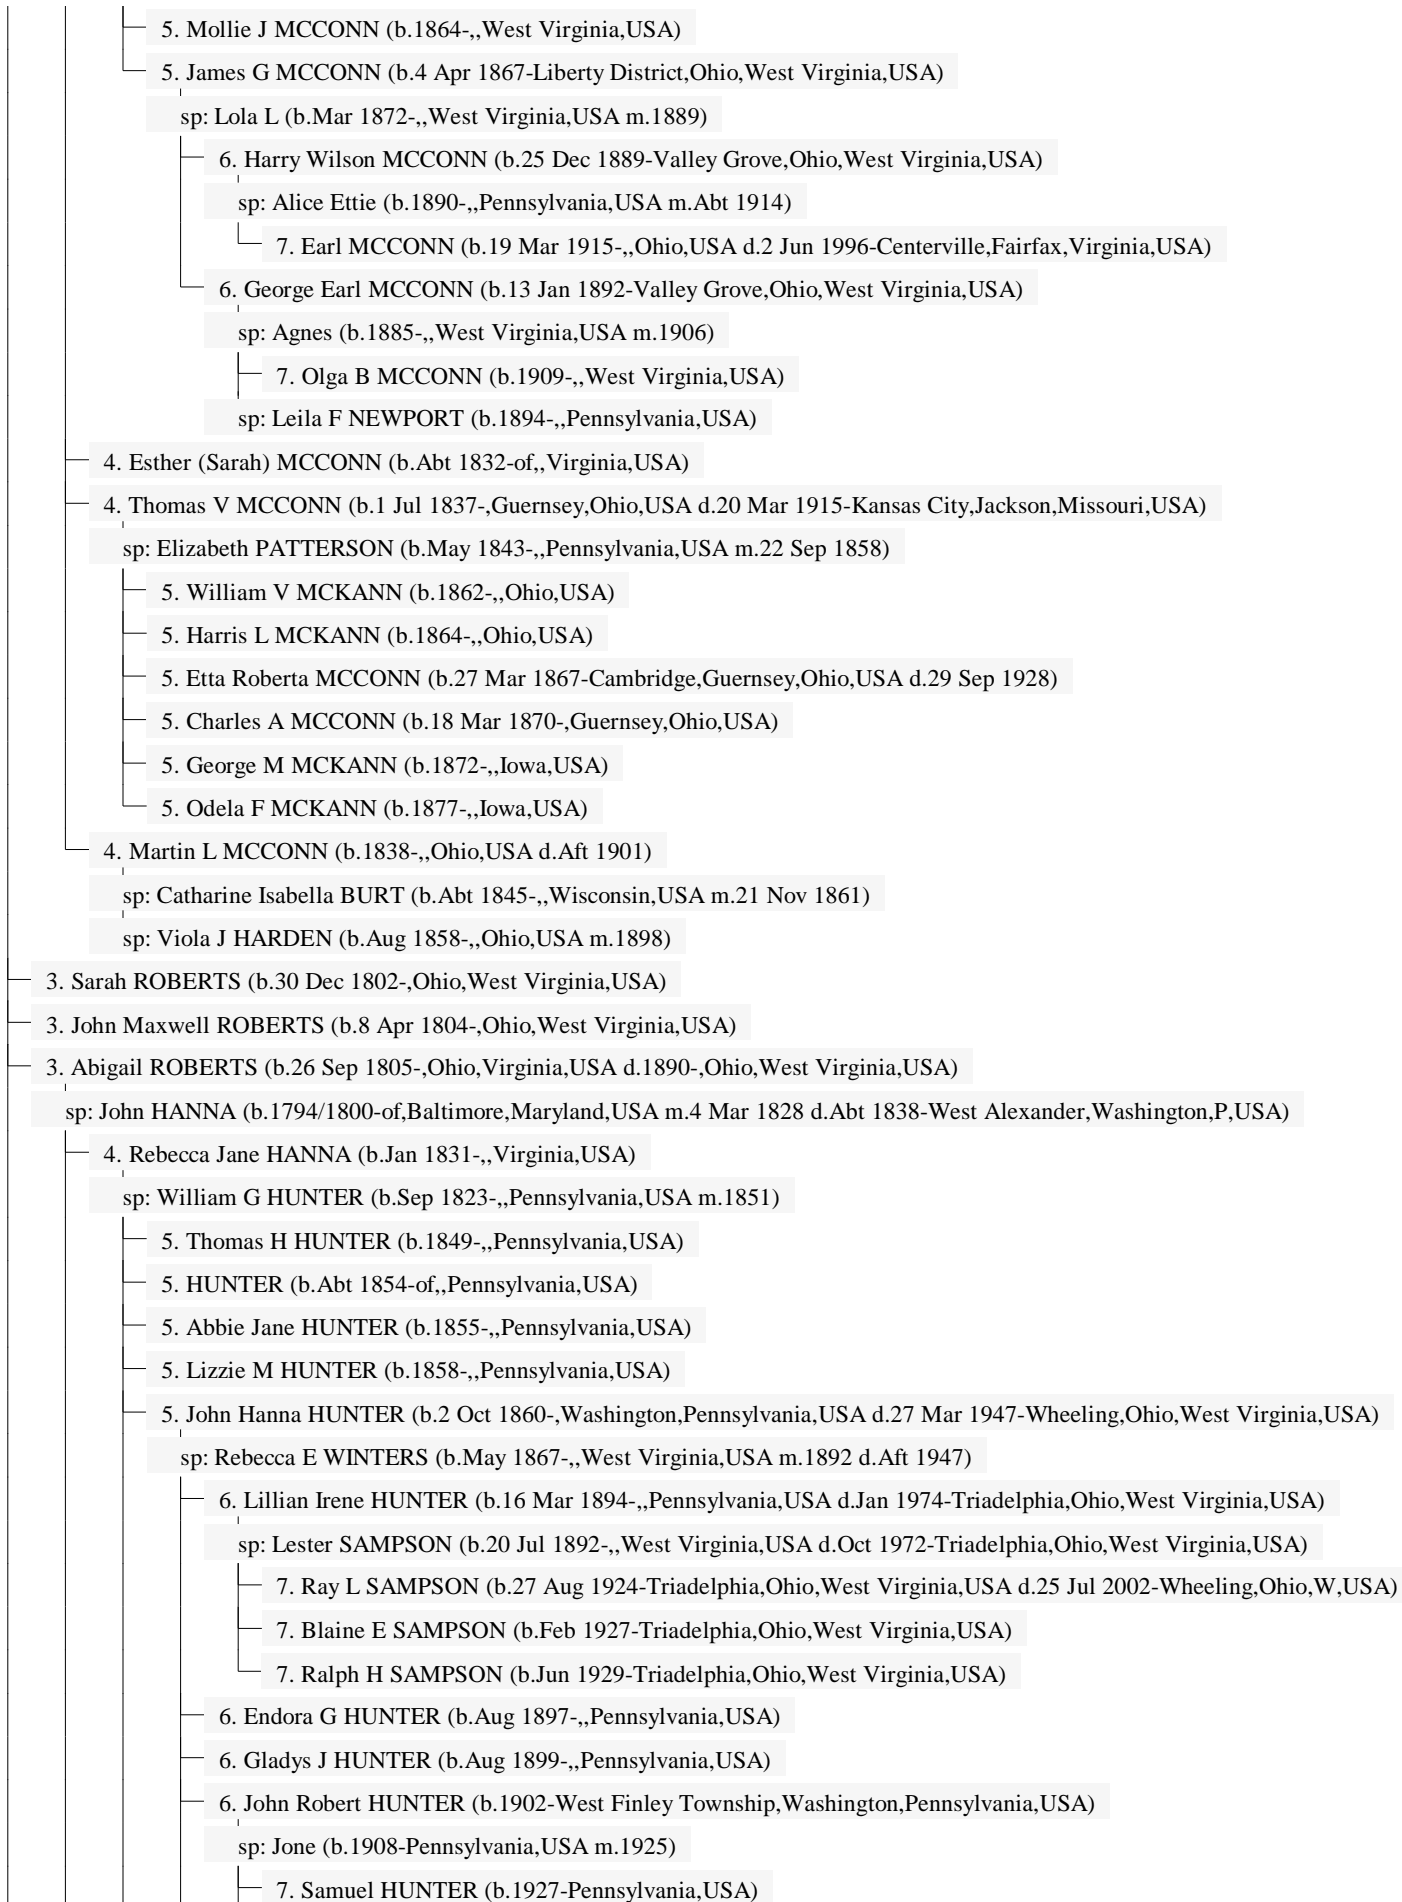 5. Mollie J MCCONN (b.1864-,,West Virginia,USA)
5. James G MCCONN (b.4 Apr 1867-Liberty District,Ohio,West Virginia,USA)
sp: Lola L (b.Mar 1872-,,West Virginia,USA m.1889)
6. Harry Wilson MCCONN (b.25 Dec 1889-Valley Grove,Ohio,West Virginia,USA)
sp: Alice Ettie (b.1890-,,Pennsylvania,USA m.Abt 1914)
7. Earl MCCONN (b.19 Mar 1915-,,Ohio,USA d.2 Jun 1996-Centerville,Fairfax,Virginia,USA)
6. George Earl MCCONN (b.13 Jan 1892-Valley Grove,Ohio,West Virginia,USA)
sp: Agnes (b.1885-,,West Virginia,USA m.1906)
7. Olga B MCCONN (b.1909-,,West Virginia,USA)
sp: Leila F NEWPORT (b.1894-,,Pennsylvania,USA)
4. Esther (Sarah) MCCONN (b.Abt 1832-of,,Virginia,USA)
4. Thomas V MCCONN (b.1 Jul 1837-,Guernsey,Ohio,USA d.20 Mar 1915-Kansas City,Jackson,Missouri,USA)
sp: Elizabeth PATTERSON (b.May 1843-,,Pennsylvania,USA m.22 Sep 1858)
5. William V MCKANN (b.1862-,,Ohio,USA)
5. Harris L MCKANN (b.1864-,,Ohio,USA)
5. Etta Roberta MCCONN (b.27 Mar 1867-Cambridge,Guernsey,Ohio,USA d.29 Sep 1928)
5. Charles A MCCONN (b.18 Mar 1870-,Guernsey,Ohio,USA)
5. George M MCKANN (b.1872-,,Iowa,USA)
5. Odela F MCKANN (b.1877-,,Iowa,USA)
4. Martin L MCCONN (b.1838-,,Ohio,USA d.Aft 1901)
sp: Catharine Isabella BURT (b.Abt 1845-,,Wisconsin,USA m.21 Nov 1861)
sp: Viola J HARDEN (b.Aug 1858-,,Ohio,USA m.1898)
3. Sarah ROBERTS (b.30 Dec 1802-,Ohio,West Virginia,USA)
3. John Maxwell ROBERTS (b.8 Apr 1804-,Ohio,West Virginia,USA)
3. Abigail ROBERTS (b.26 Sep 1805-,Ohio,Virginia,USA d.1890-,Ohio,West Virginia,USA)
sp: John HANNA (b.1794/1800-of,Baltimore,Maryland,USA m.4 Mar 1828 d.Abt 1838-West Alexander,Washington,P,USA)
4. Rebecca Jane HANNA (b.Jan 1831-,,Virginia,USA)
sp: William G HUNTER (b.Sep 1823-,,Pennsylvania,USA m.1851)
5. Thomas H HUNTER (b.1849-,,Pennsylvania,USA)
5. HUNTER (b.Abt 1854-of,,Pennsylvania,USA)
5. Abbie Jane HUNTER (b.1855-,,Pennsylvania,USA)
5. Lizzie M HUNTER (b.1858-,,Pennsylvania,USA)
5. John Hanna HUNTER (b.2 Oct 1860-,Washington,Pennsylvania,USA d.27 Mar 1947-Wheeling,Ohio,West Virginia,USA)
sp: Rebecca E WINTERS (b.May 1867-,,West Virginia,USA m.1892 d.Aft 1947)
6. Lillian Irene HUNTER (b.16 Mar 1894-,,Pennsylvania,USA d.Jan 1974-Triadelphia,Ohio,West Virginia,USA)
sp: Lester SAMPSON (b.20 Jul 1892-,,West Virginia,USA d.Oct 1972-Triadelphia,Ohio,West Virginia,USA)
7. Ray L SAMPSON (b.27 Aug 1924-Triadelphia,Ohio,West Virginia,USA d.25 Jul 2002-Wheeling,Ohio,W,USA)
7. Blaine E SAMPSON (b.Feb 1927-Triadelphia,Ohio,West Virginia,USA)
7. Ralph H SAMPSON (b.Jun 1929-Triadelphia,Ohio,West Virginia,USA)
6. Endora G HUNTER (b.Aug 1897-,,Pennsylvania,USA)
6. Gladys J HUNTER (b.Aug 1899-,,Pennsylvania,USA)
6. John Robert HUNTER (b.1902-West Finley Township,Washington,Pennsylvania,USA)
sp: Jone (b.1908-Pennsylvania,USA m.1925)
7. Samuel HUNTER (b.1927-Pennsylvania,USA)